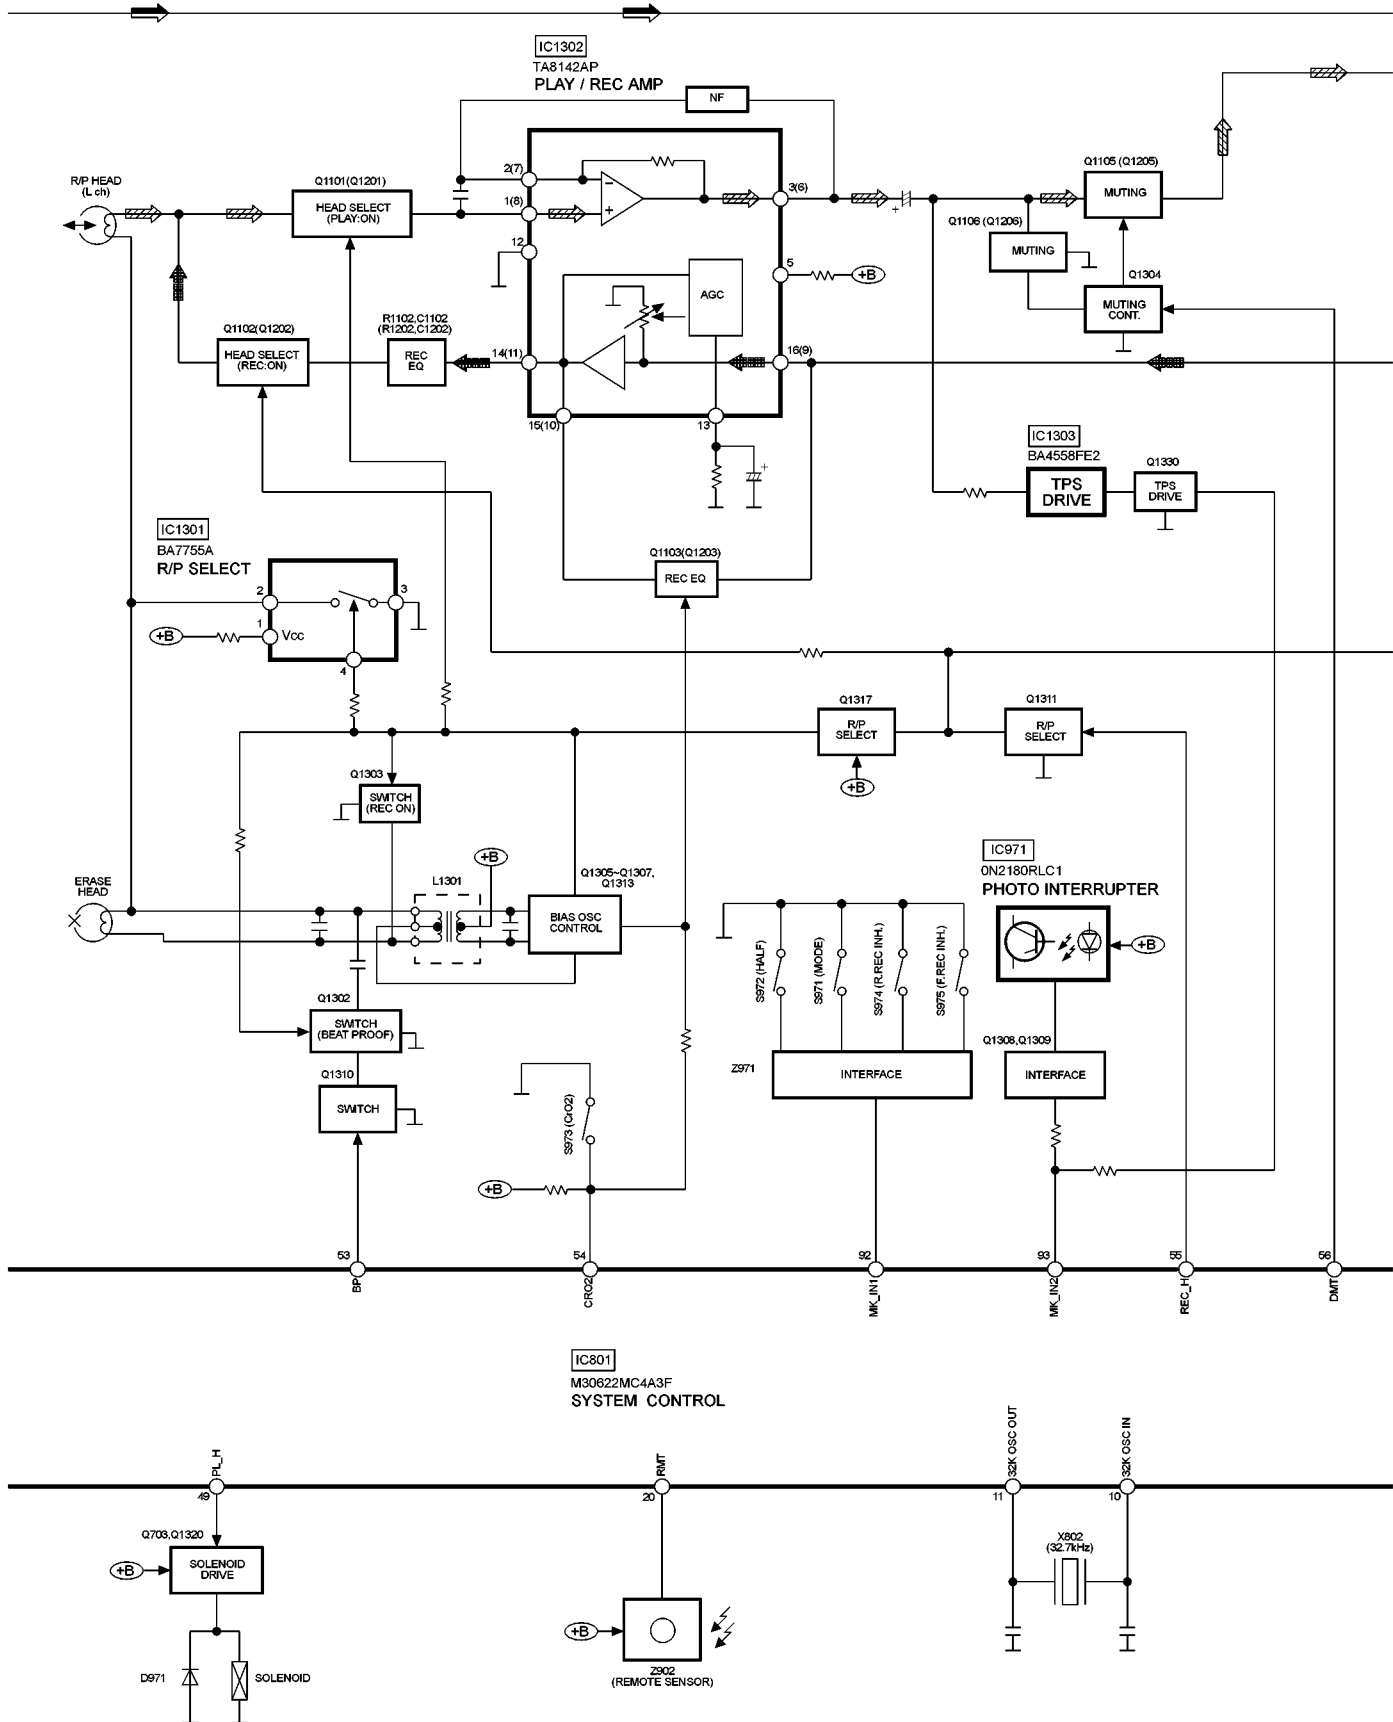 IC1302
TA8142AP
PLAY / REC AMP
NF
R/P HEAD
(L ch)
Q1101(Q1201)
HEAD SELECT
(PLAY:ON)
2(7)
1(8)
12
3(6)
5
+B
AGC
Q1105 (Q1205)
MUTING
Q1106 (Q1206)
MUTING
Q1304
MUTING
CONT.
Q1102(Q1202)
HEAD SELECT
(REC:ON)
R1102,C1102
(R1202,C1202)
REC
EQ
14(11)
16(9)
15(10)
13
+
+
IC1303
BA4558FE2
TPS
DRIVE
Q1330
TPS
DRIVE
IC1301
BA7755A
R/P SELECT
2
3
1
Vcc
+B
4
Q1103(Q1203)
REC EQ
Q1317
R/P
SELECT
+B
Q1311
R/P
SELECT
Q1303
SWITCH
(REC ON)
ERASE
HEAD
L1301
+B
Q1305~Q1307,
Q1313
BIAS OSC
CONTROL
IC971
0N2180RLC1
PHOTO INTERRUPTER
+B
S972 (HALF)
S971 (MODE)
S974 (R.REC INH.)
S975 (F.REC INH.)
Q1302
SWITCH
(BEAT PROOF)
Q1310
SWITCH
Z971
INTERFACE
Q1308,Q1309
INTERFACE
S973 (CrO2)
+B
53
54
92
93
55
56
BP
CRO2
MK_IN1
MK_IN2
REC_H
DMT
IC801
M30622MC4A3F
SYSTEM CONTROL
PL_H
RMT
32K OSC OUT
32K OSC IN
49
20
11
10
Q703,Q1320
SOLENOID
DRIVE
+B
X802
(32.7kHz)
+B
D971
SOLENOID
Z902
(REMOTE SENSOR)